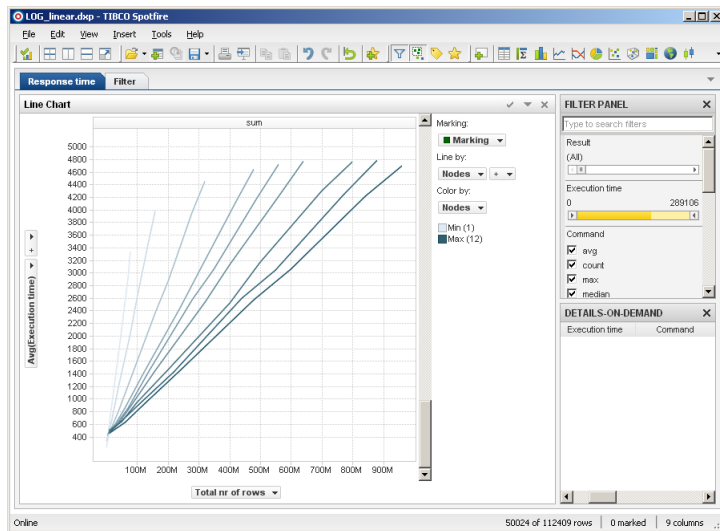 LOG_linear.dxp - TIBCO Spotfire
File Edit View Insert Tools Help
Response time Filter
Line Chart
sum
5000
4800
4600
4400
4200
4000
3800
3600
3400
3200
3000
2800
2600
2400
2200
2000
1800
1600
1400
1200
1000
800
600
400
+
Avg(Execution time)
100M 200M 300M 400M 500M 600M 700M 800M 900M
Total nr of rows
Marking:
Marking
Line by:
Nodes +
Color by:
Nodes
Min (1)
Max (12)
FILTER PANEL
Type to search filters
Result
(All)
Execution time
0 289106
Command
avg
count
max
median
DETAILS-ON-DEMAND
Execution time Command
Online 50024 of 112409 rows 0 marked 9 columns